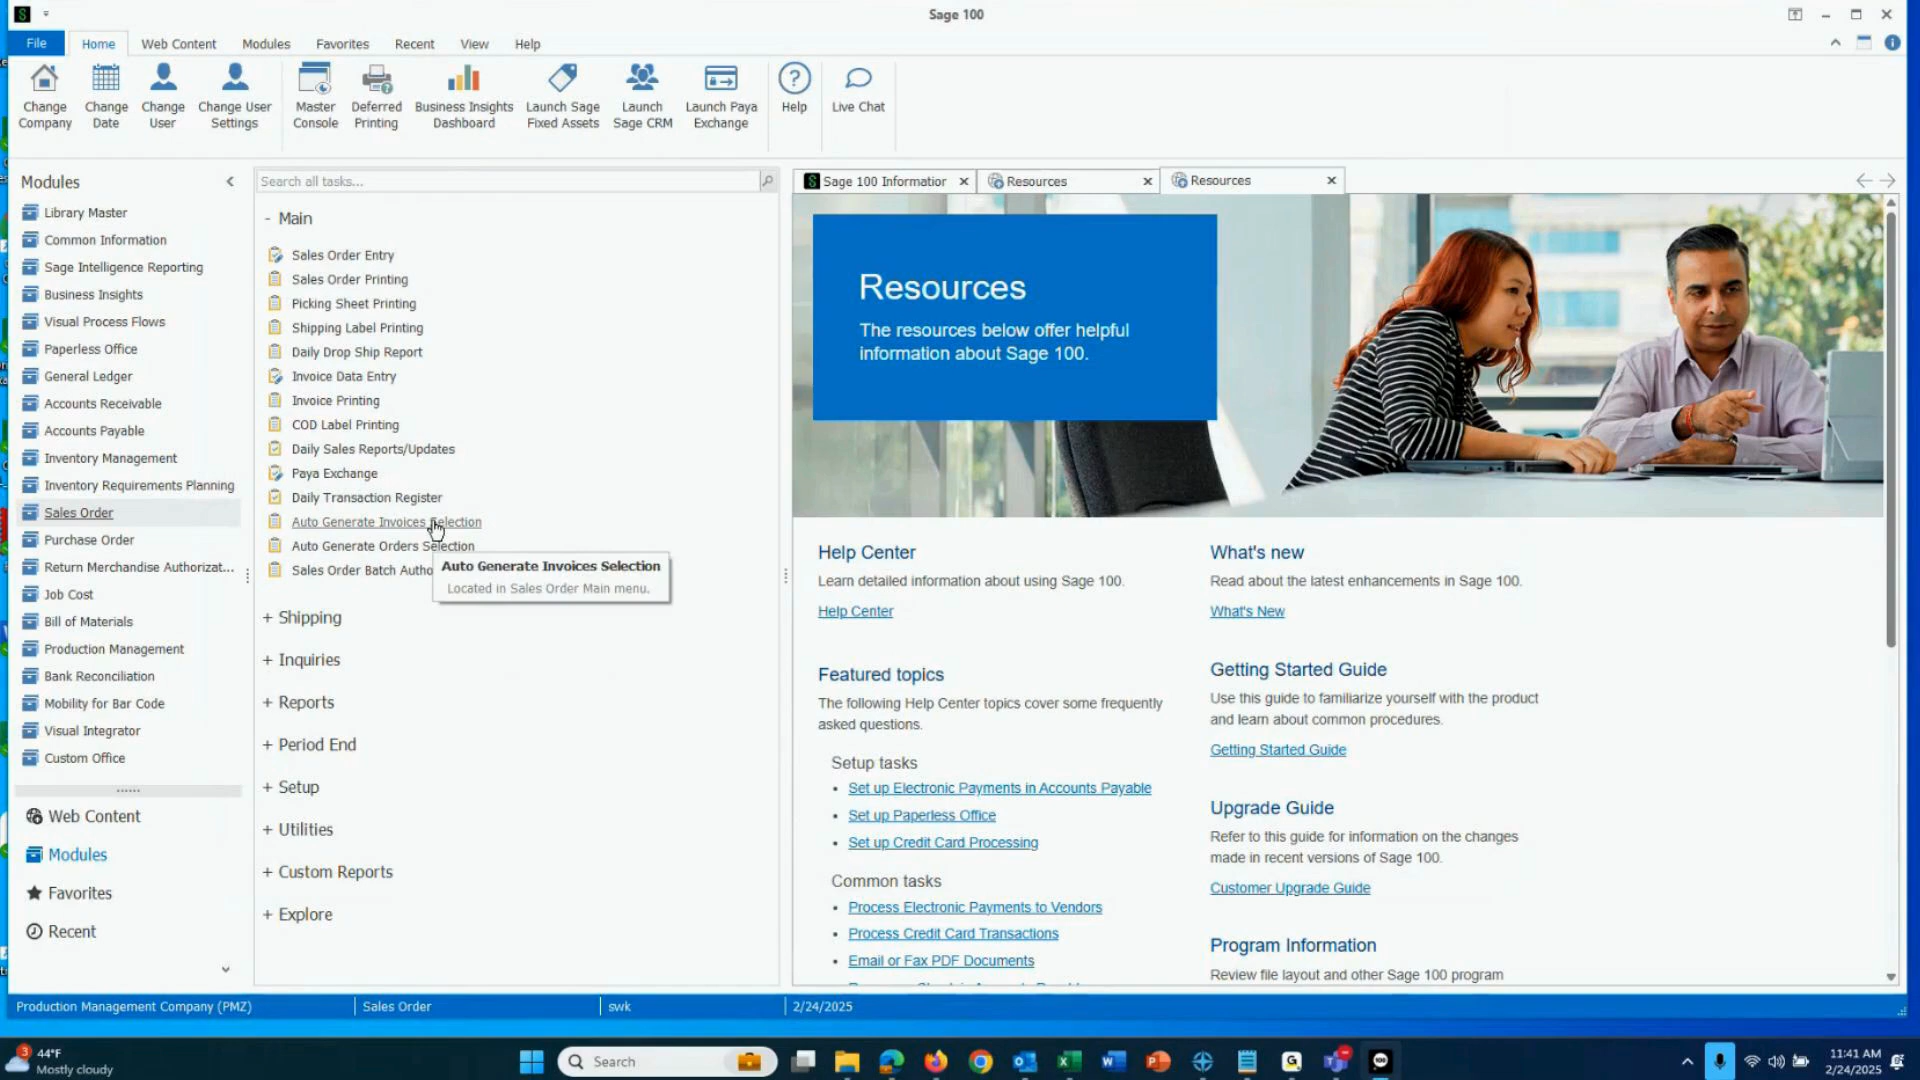 Sage 100
File
Home
Web Content
Modules
Favorites
Recent
View
Help
Change
Company
Change
Date
Change
User
Change User
Settings
Master
Console
Deferred
Printing
Business Insights
Dashboard
Launch Sage
Fixed Assets
Launch
Sage CRM
Launch Paya
Exchange
Help
Live Chat
Modules
Library Master
Common Information
Sage Intelligence Reporting
Business Insights
Visual Process Flows
Paperless Office
General Ledger
Accounts Receivable
Accounts Payable
Inventory Management
Inventory Requirements Planning
Sales Order
Purchase Order
Return Merchandise Authorizat...
Job Cost
Bill of Materials
Production Management
Bank Reconciliation
Mobility for Bar Code
Visual Integrator
Custom Office
Web Content
Modules
Favorites
Recent
Search all tasks...
- Main
Sales Order Entry
Sales Order Printing
Picking Sheet Printing
Shipping Label Printing
Daily Drop Ship Report
Invoice Data Entry
Invoice Printing
COD Label Printing
Daily Sales Reports/Updates
Paya Exchange
Daily Transaction Register
Auto Generate Invoices Selection
Auto Generate Orders Selection
Sales Order Batch Autho
Auto Generate Invoices Selection
Located in Sales Order Main menu.
+ Shipping
+ Inquiries
+ Reports
+ Period End
+ Setup
+ Utilities
+ Custom Reports
+ Explore
Sage 100 Informatior
Resources
Resources
Resources
The resources below offer helpful
information about Sage 100.
Help Center
Learn detailed information about using Sage 100.
Help Center
Featured topics
The following Help Center topics cover some frequently
asked questions.
Setup tasks
• Set up Electronic Payments in Accounts Payable
• Set up Paperless Office
• Set up Credit Card Processing
Common tasks
• Process Electronic Payments to Vendors
• Process Credit Card Transactions
• Email or Fax PDF Documents
What's new
Read about the latest enhancements in Sage 100.
What's New
Getting Started Guide
Use this guide to familiarize yourself with the product
and learn about common procedures.
Getting Started Guide
Upgrade Guide
Refer to this guide for information on the changes
made in recent versions of Sage 100.
Customer Upgrade Guide
Program Information
Review file layout and other Sage 100 program
Production Management Company (PMZ)
Sales Order
swk
2/24/2025
3
44°F
Mostly cloudy
Search
11:41 AM
2/24/2025